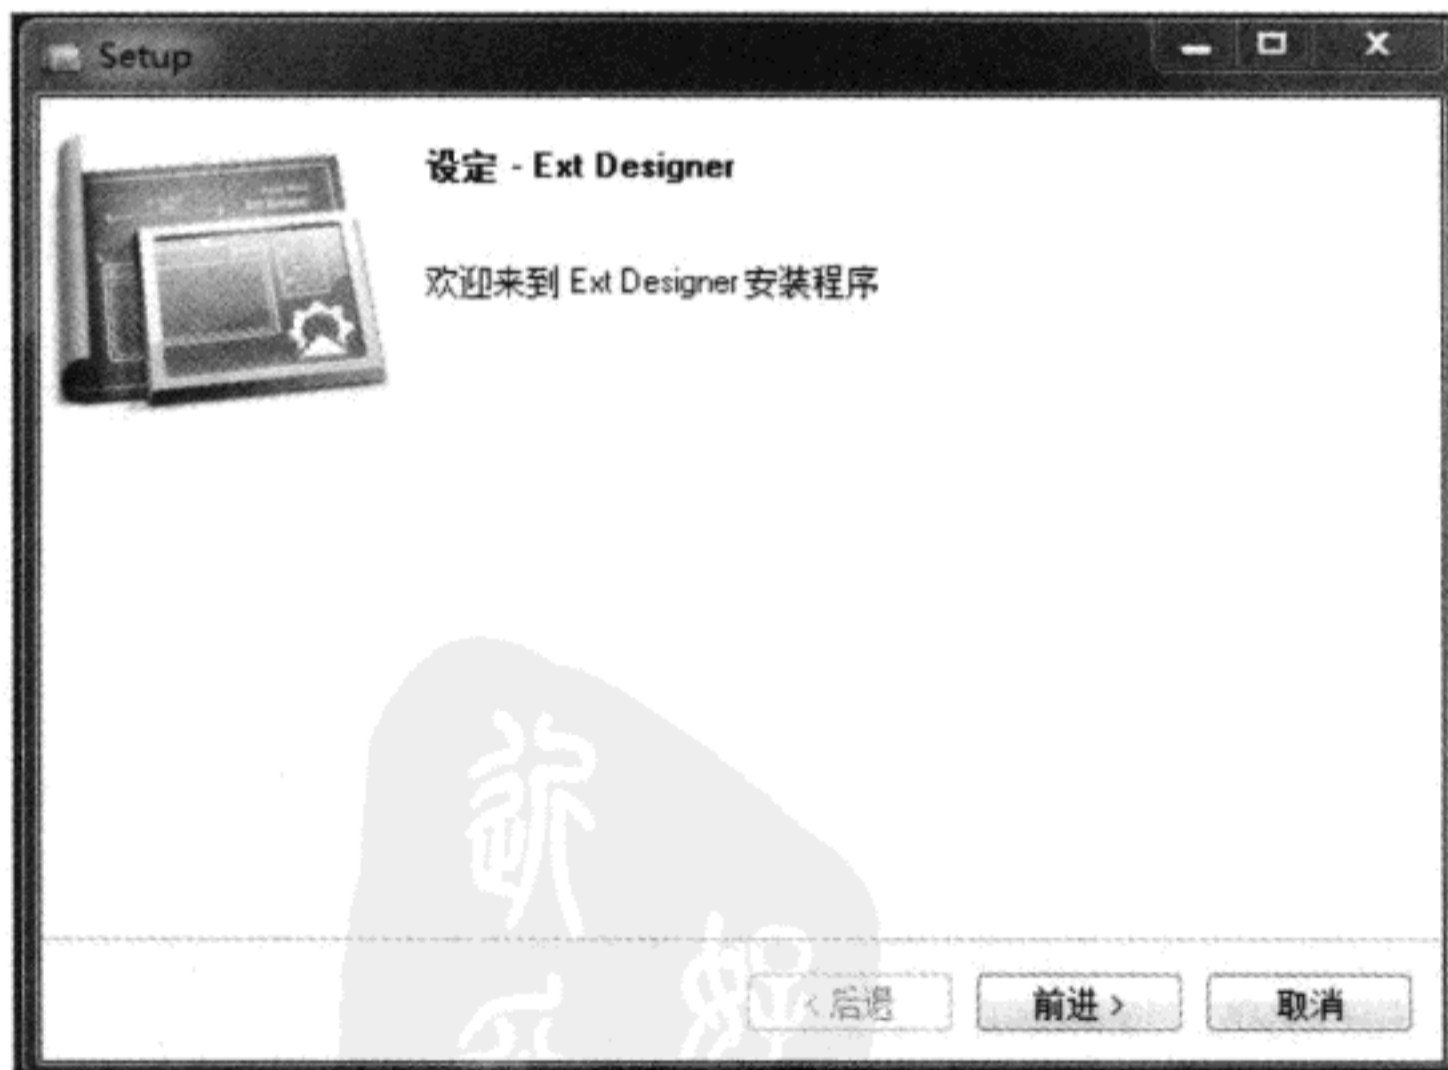 Setup
设定 - Ext Designer
欢迎来到 Ext Designer 安装程序
< 后退
前进 >
取消